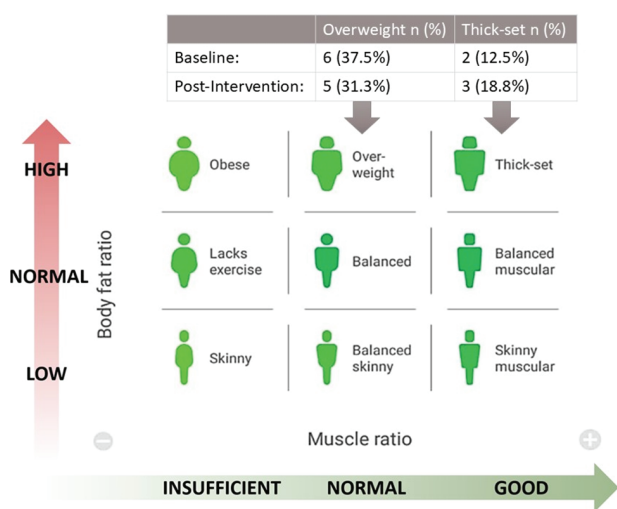 Overweight n (%) Thick-set n (%)
Baseline: 6 (37.5%) 2 (12.5%)
Post-Intervention: 5 (31.3%) 3 (18.8%)
HIGH
Obese
Over-
weight
Thick-set
NORMAL
Body fat ratio
Lacks
exercise
Balanced
Balanced
muscular
LOW
Skinny
Balanced
skinny
Skinny
muscular
Muscle ratio
INSUFFICIENT NORMAL GOOD